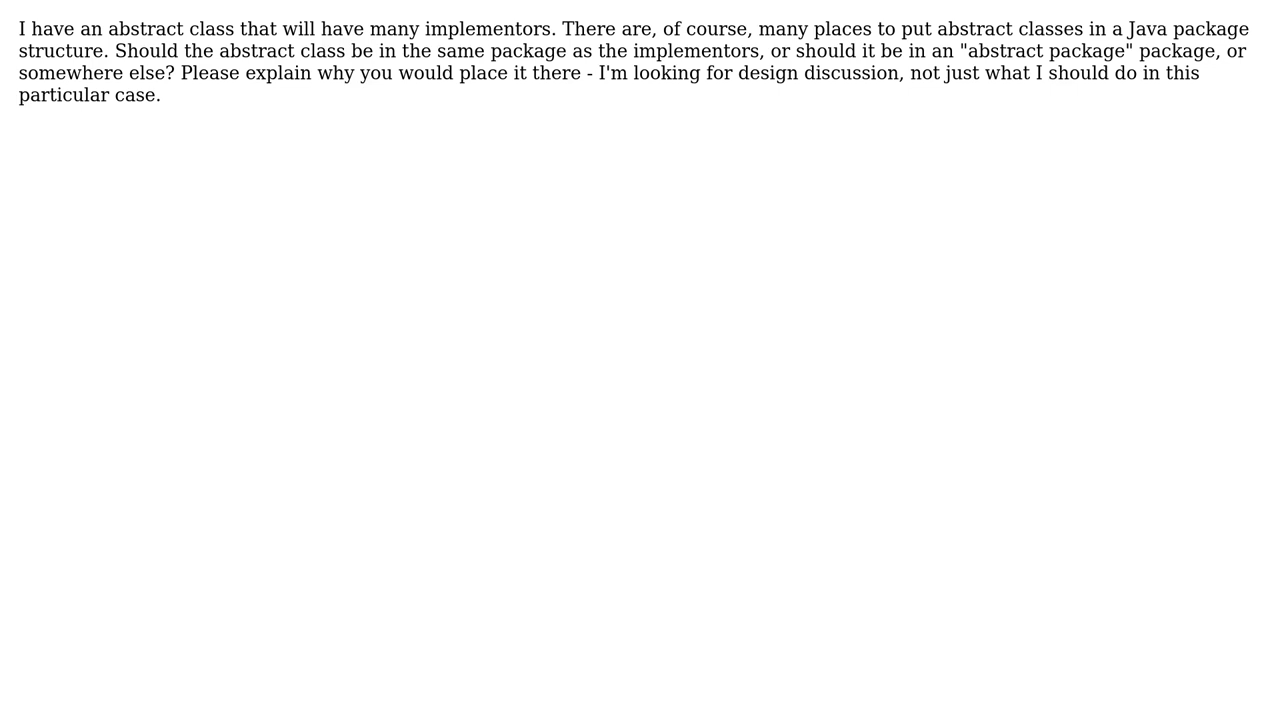 I have an abstract class that will have many implementors. There are, of course, many places to put abstract classes in a Java package
structure. Should the abstract class be in the same package as the implementors, or should it be in an "abstract package" package, or
somewhere else? Please explain why you would place it there - I'm looking for design discussion, not just what I should do in this
particular case.